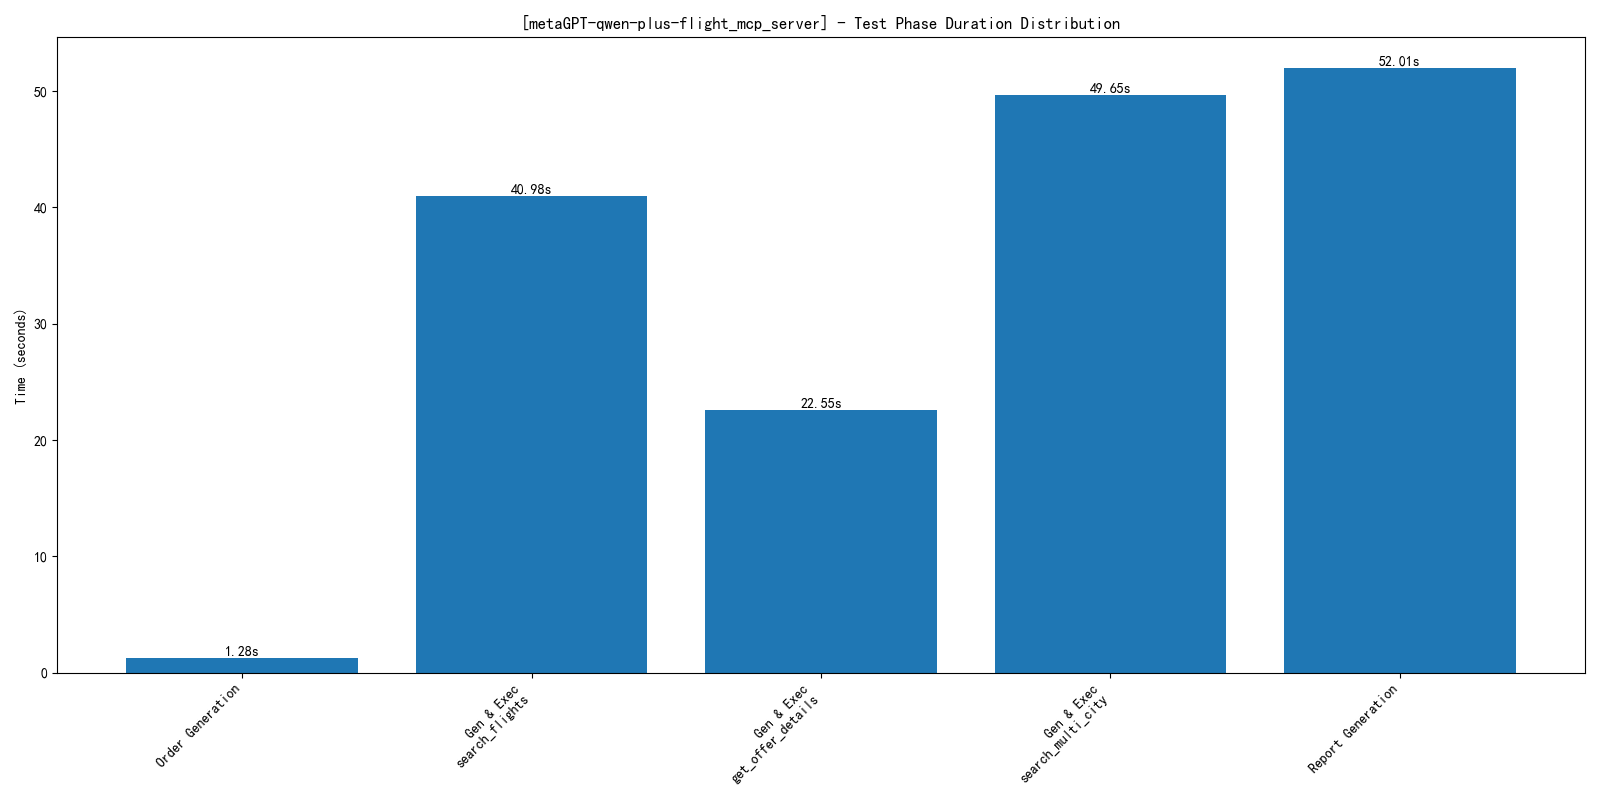 [metaGPT-qwen-plus-flight_mcp_server] - Test Phase Duration Distribution
Time (seconds)
50
40
30
20
10
0
1.28s
40.98s
22.55s
49.65s
52.01s
Order Generation
Gen & Exec
search_flights
Gen & Exec
get_offer_details
Gen & Exec
search_multi_city
Report Generation